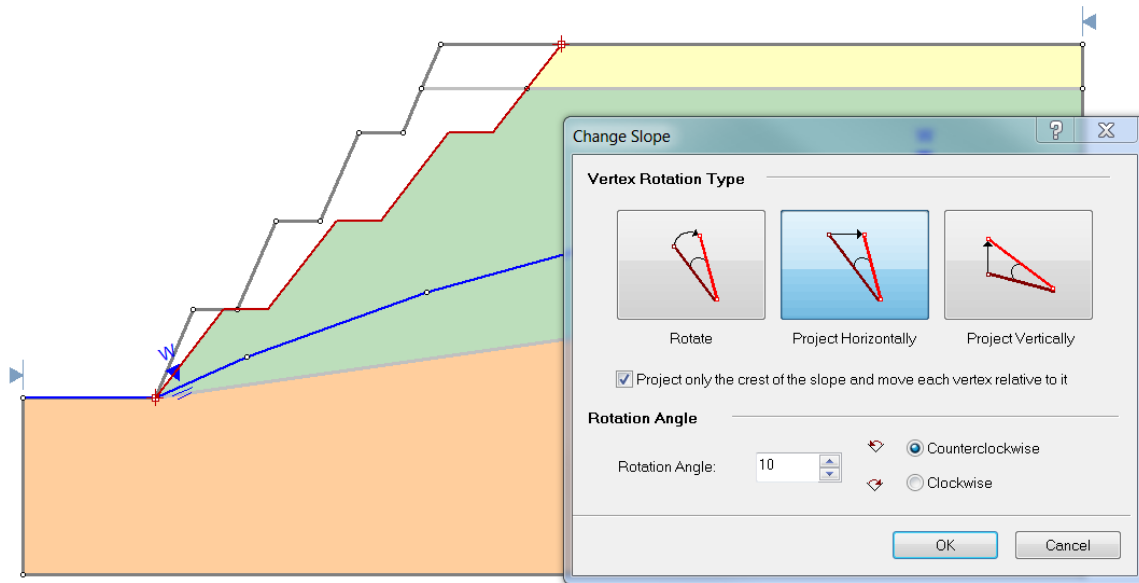 W
Change Slope
Vertex Rotation Type
Rotate
Project Horizontally
Project Vertically
Project only the crest of the slope and move each vertex relative to it
Rotation Angle
Rotation Angle:
10
Counterclockwise
Clockwise
OK
Cancel